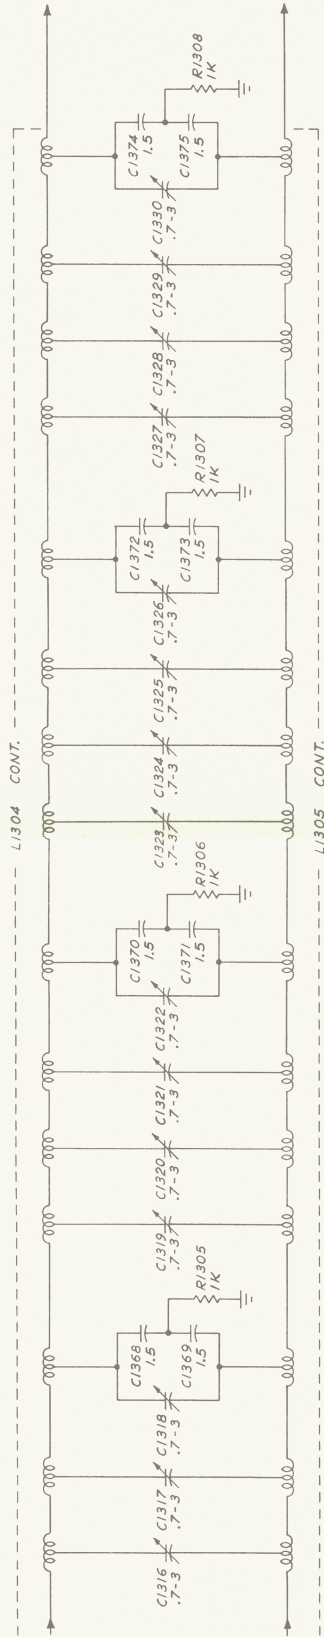 L1304 CONT.
C1316
.7-3
C1317
.7-3
C1318
.7-3
C1368
1.5
C1369
1.5
R1305
1K
C1319
.7-3
C1320
.7-3
C1321
.7-3
C1322
.7-3
C1370
1.5
C1371
1.5
R1306
1K
C1323
.7-3
C1324
.7-3
C1325
.7-3
C1326
.7-3
C1372
1.5
C1373
1.5
R1307
1K
C1327
.7-3
C1328
.7-3
C1329
.7-3
C1330
.7-3
C1374
1.5
C1375
1.5
R1308
1K
L1305 CONT.